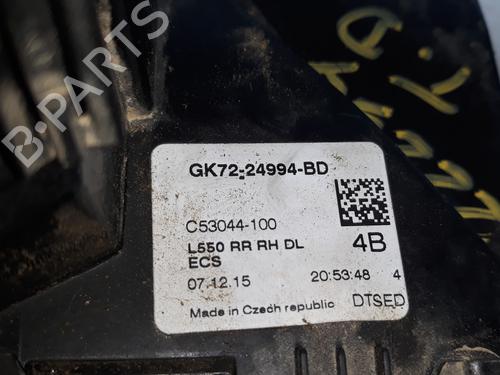 B-PARTS
GK72-24994-BD
C53044-100
L550 RR RH DL
4B
ECS
07.12.15 20:53:48 4
Made in Czech republic DTSED